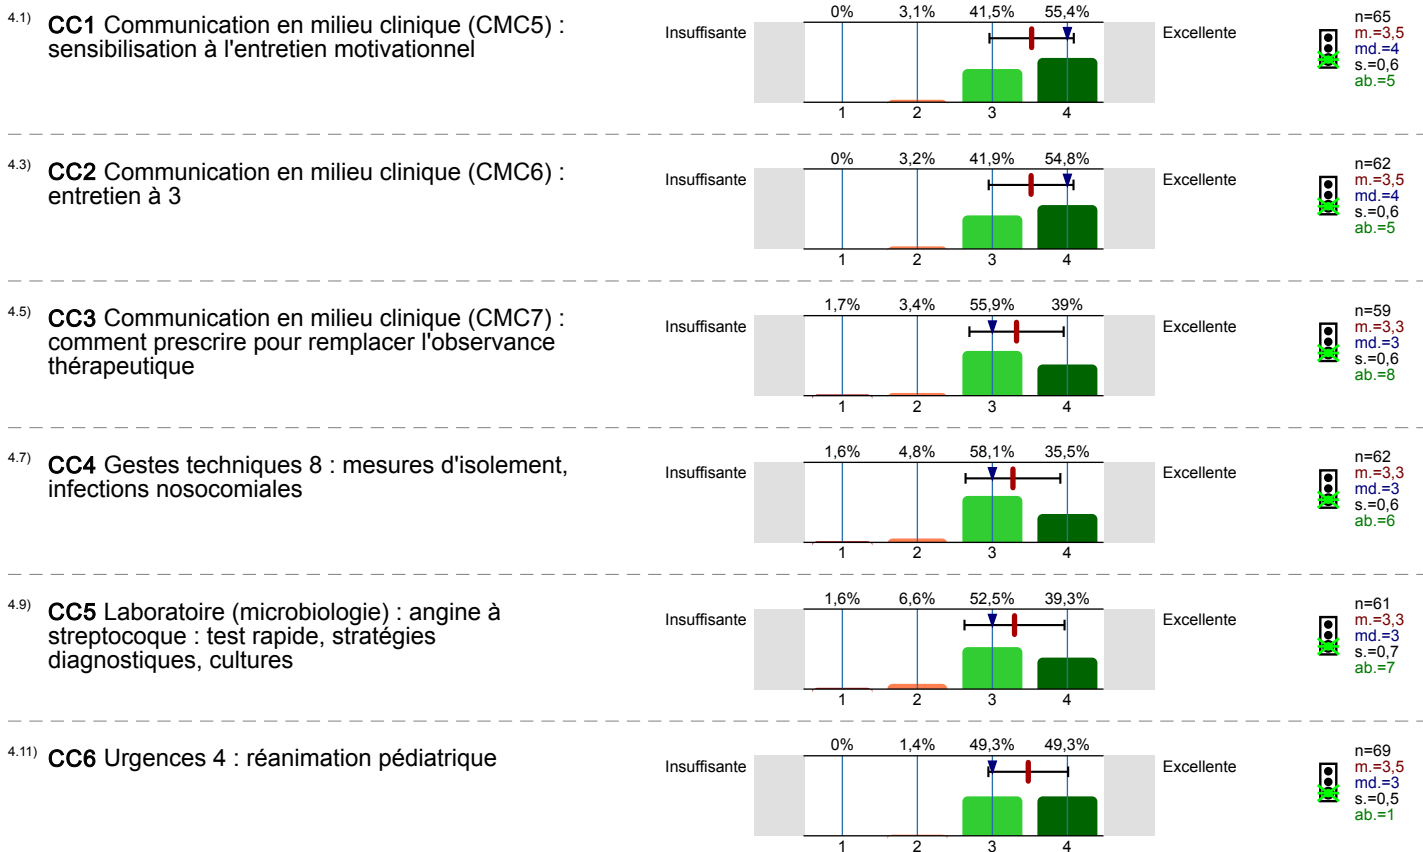 4.1) CC1 Communication en milieu clinique (CMC5) :
sensibilisation à l'entretien motivationnel
Insuffisante
0% 3,1% 41,5% 55,4%
1 2 3 4
Excellente
n=65
m.=3,5
md.=4
s.=0,6
ab.=5
4.3) CC2 Communication en milieu clinique (CMC6) :
entretien à 3
Insuffisante
0% 3,2% 41,9% 54,8%
1 2 3 4
Excellente
n=62
m.=3,5
md.=4
s.=0,6
ab.=5
4.5) CC3 Communication en milieu clinique (CMC7) :
comment prescrire pour remplacer l'observance
thérapeutique
Insuffisante
1,7% 3,4% 55,9% 39%
1 2 3 4
Excellente
n=59
m.=3,3
md.=3
s.=0,6
ab.=8
4.7) CC4 Gestes techniques 8 : mesures d'isolement,
infections nosocomiales
Insuffisante
1,6% 4,8% 58,1% 35,5%
1 2 3 4
Excellente
n=62
m.=3,3
md.=3
s.=0,6
ab.=6
4.9) CC5 Laboratoire (microbiologie) : angine à
streptocoque : test rapide, stratégies
diagnostiques, cultures
Insuffisante
1,6% 6,6% 52,5% 39,3%
1 2 3 4
Excellente
n=61
m.=3,3
md.=3
s.=0,7
ab.=7
4.11) CC6 Urgences 4 : réanimation pédiatrique
Insuffisante
0% 1,4% 49,3% 49,3%
1 2 3 4
Excellente
n=69
m.=3,5
md.=3
s.=0,5
ab.=1